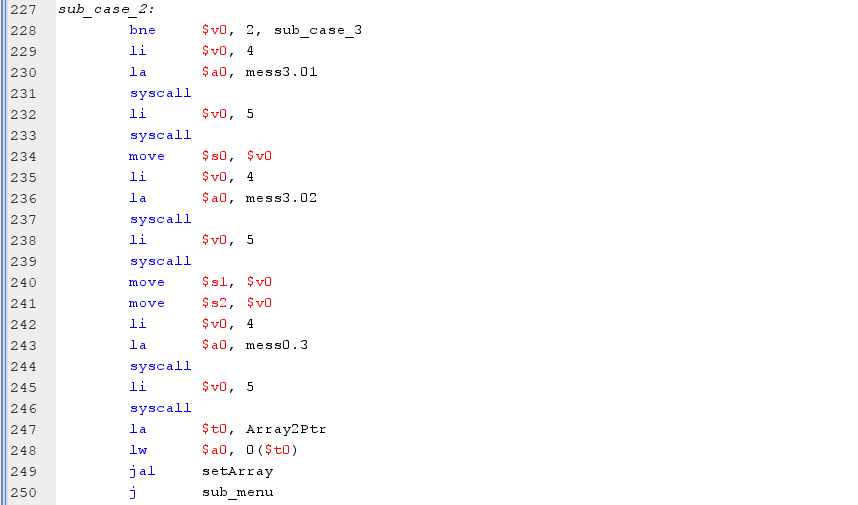 227 sub_case_2:
228 bne $v0, 2, sub_case_3
229 li $v0, 4
230 la $a0, mess3.01
231 syscall
232 li $v0, 5
233 syscall
234 move $s0, $v0
235 li $v0, 4
236 la $a0, mess3.02
237 syscall
238 li $v0, 5
239 syscall
240 move $s1, $v0
241 move $s2, $v0
242 li $v0, 4
243 la $a0, mess0.3
244 syscall
245 li $v0, 5
246 syscall
247 la $t0, Array2Ptr
248 lw $a0, 0($t0)
249 jal setArray
250 j sub_menu